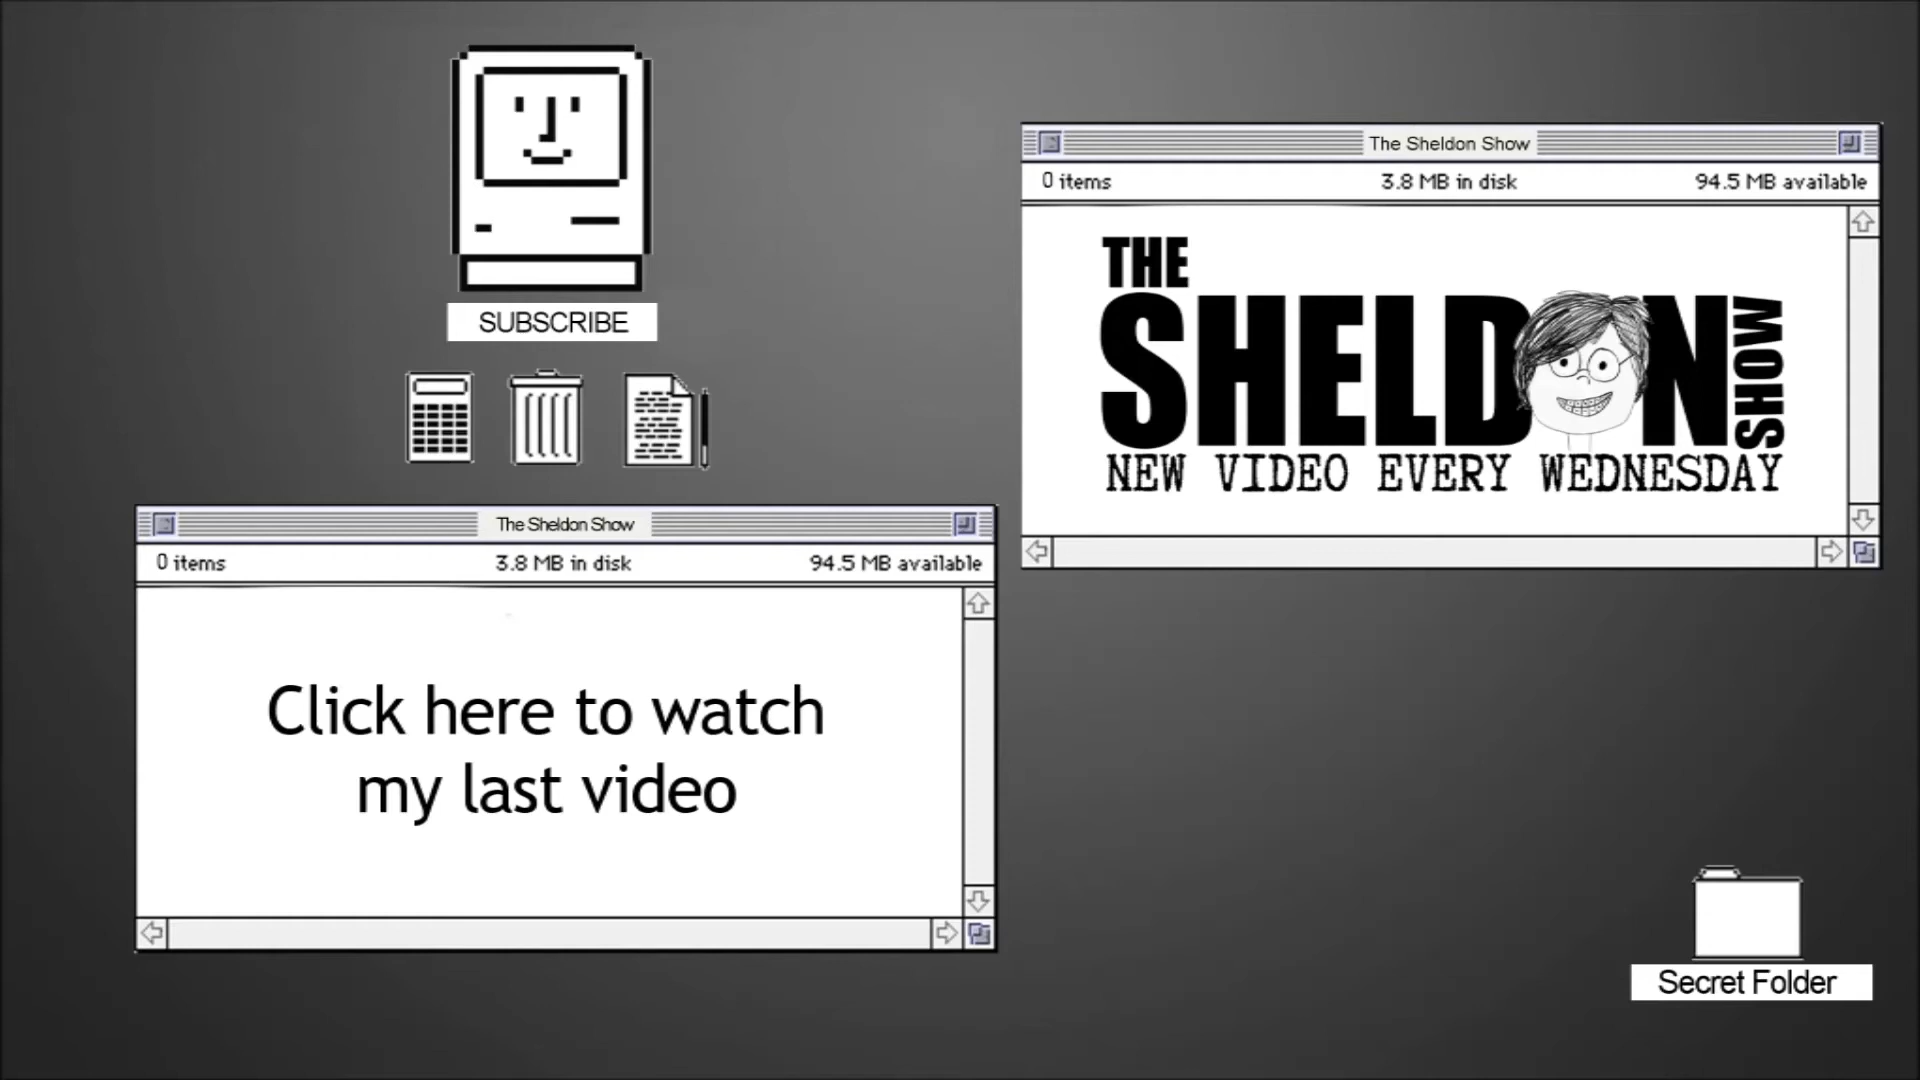 SUBSCRIBE
The Sheldon Show
0 items 3.8 MB in disk 94.5 MB available
THE
SHELDON
SHOW
NEW VIDEO EVERY WEDNESDAY
The Sheldon Show
0 items 3.8 MB in disk 94.5 MB available
Click here to watch
my last video
Secret Folder